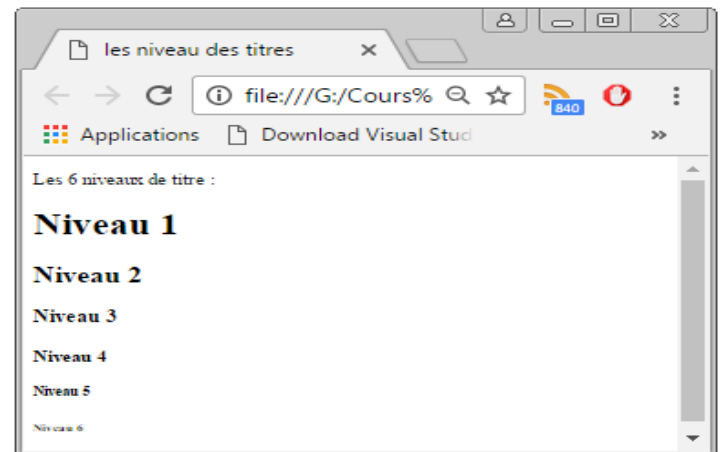 les niveau des titres
file:///G:/Cours%
840
Applications Download Visual Stud
Les 6 niveaux de titre :
Niveau 1
Niveau 2
Niveau 3
Niveau 4
Niveau 5
Niveau 6